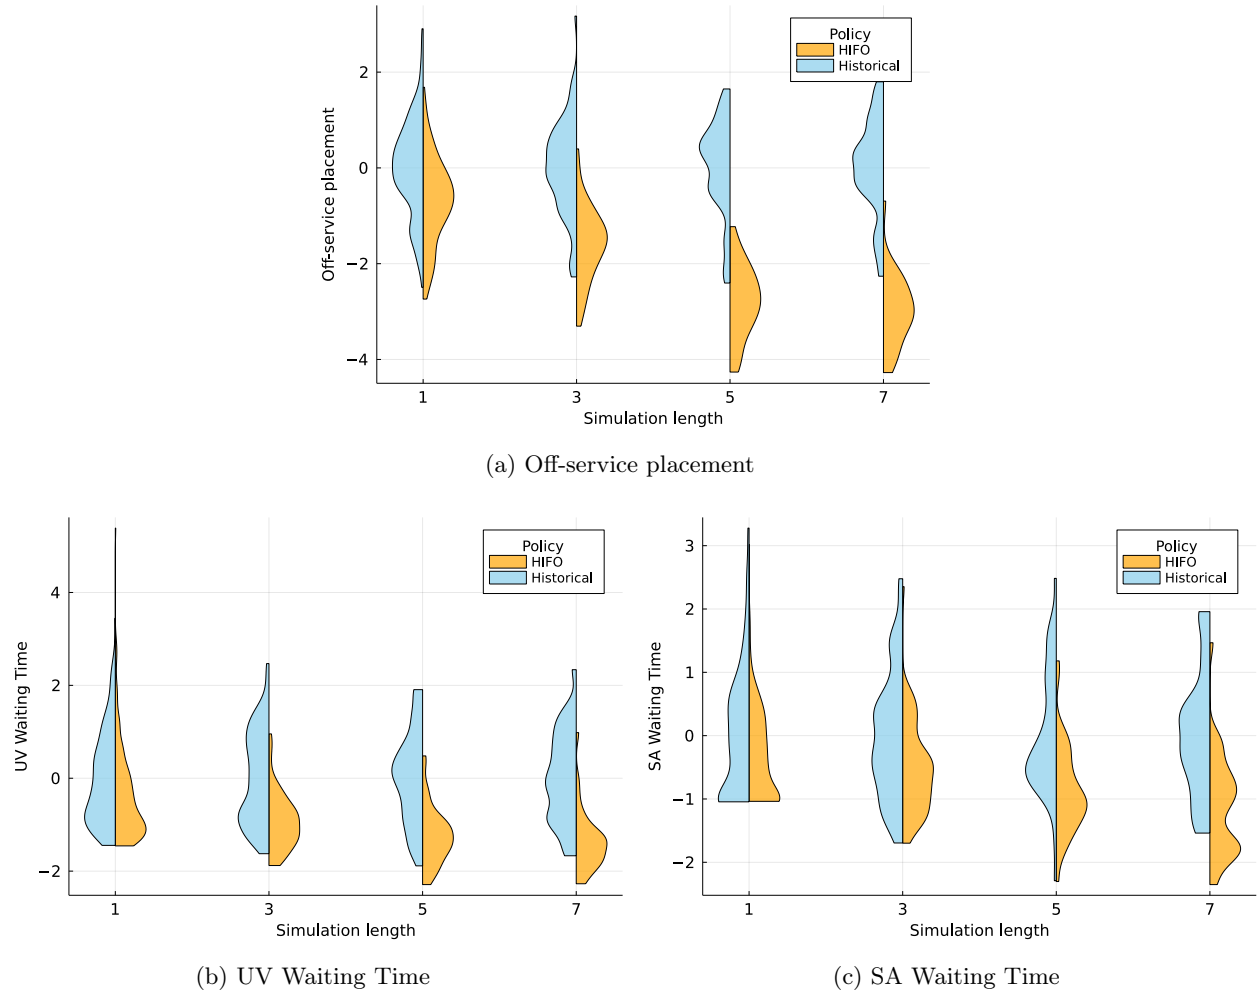 Policy
HIFO
Historical
2
0
−2
−4
Off-service placement
1 3 5 7
Simulation length
(a) Off-service placement
Policy
HIFO
Historical
4
2
0
−2
UV Waiting Time
1 3 5 7
Simulation length
(b) UV Waiting Time
Policy
HIFO
Historical
3
2
1
0
−1
−2
SA Waiting Time
1 3 5 7
Simulation length
(c) SA Waiting Time